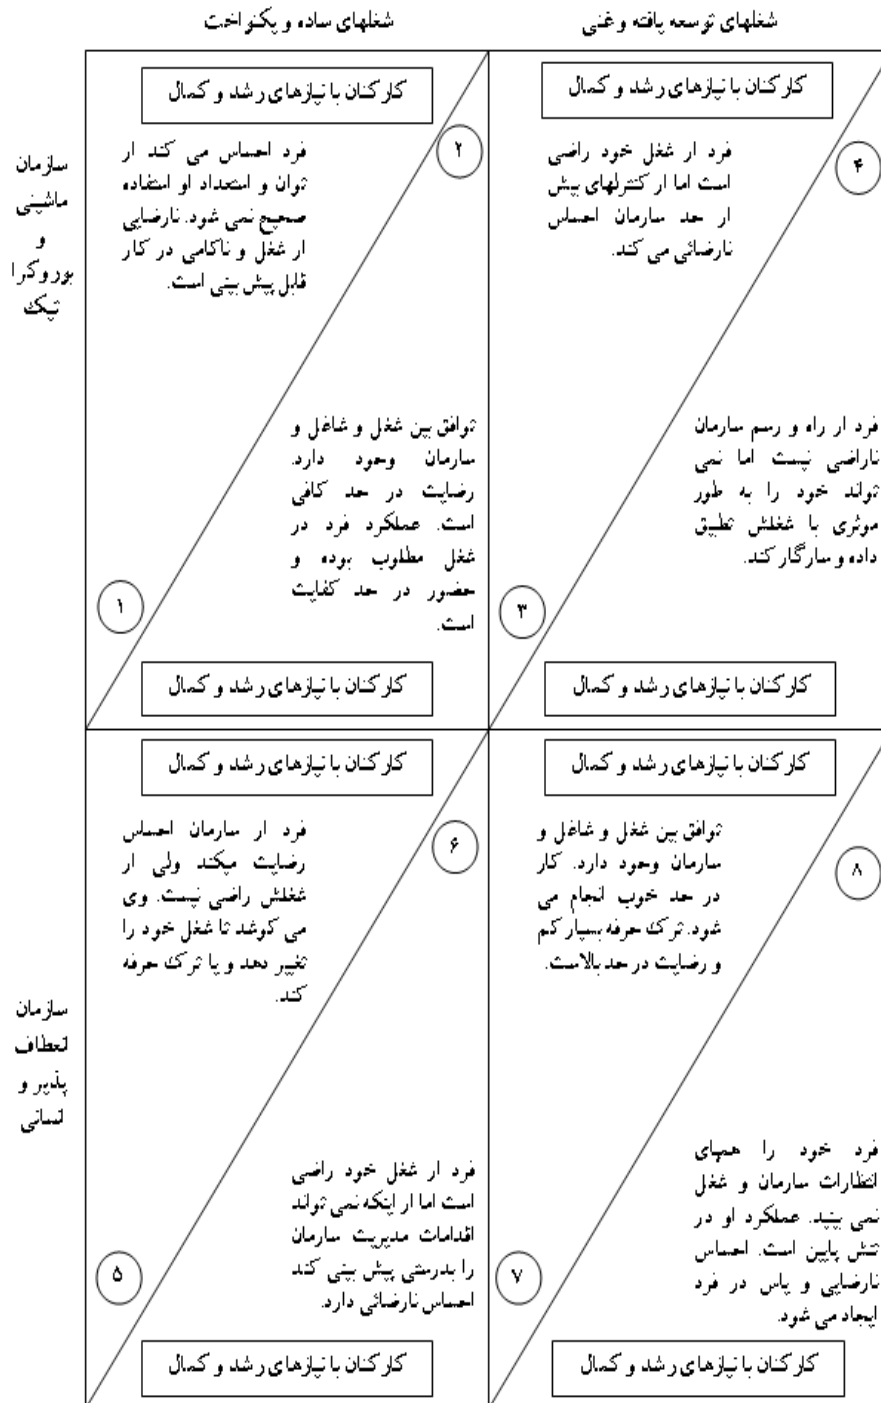 شغلهای توسعه یافته و غنی
شغلهای ساده و یکنواخت
سازمان
ماشینی
و
بوروکرا
تیک
کارکنان با نیازهای رشد و کمال
فرد از شغل خود راضی
است اما از کنترلهای بیش
از حد سازمان احساس
نارضائی می کند.
۴
فرد از راه و رسم سازمان
ناراضی نیست اما نمی
تواند خود را به طور
موثری با شغلش تطبیق
داده و سازگار کند.
۳
کارکنان با نیازهای رشد و کمال
کارکنان با نیازهای رشد و کمال
فرد احساس می کند از
توان و استعداد او استفاده
صحیح نمی شود. نارضایی
از شغل و ناکامی در کار
قابل پیش بینی است.
۲
توافق بین شغل و شاغل و
سازمان وجود دارد.
رضایت در حد کافی
است. عملکرد فرد در
شغل مطلوب بوده و
حضور در حد کفایت
است.
۱
کارکنان با نیازهای رشد و کمال
سازمان
انعطاف
پذیر و
انسانی
کارکنان با نیازهای رشد و کمال
توافق بین شغل و شاغل و
سازمان وجود دارد. کار
در حد خوب انجام می
شود. ترک حرفه بسیار کم
و رضایت در حد بالاست.
۸
فرد خود را همپای
انتظارات سازمان و شغل
نمی بیند. عملکرد او در
تنش پایین است. احساس
نارضایی و یاس در فرد
ایجاد می شود.
۷
کارکنان با نیازهای رشد و کمال
کارکنان با نیازهای رشد و کمال
فرد از سازمان احساس
رضایت میکند ولی از
شغلش راضی نیست. وی
می کوشد تا شغل خود را
تغییر دهد و یا ترک حرفه
کند.
۶
فرد از شغل خود راضی
است اما از اینکه نمی تواند
اقدامات مدیریت سازمان
را بدرستی پیش بینی کند
احساس نارضائی دارد.
۵
کارکنان با نیازهای رشد و کمال